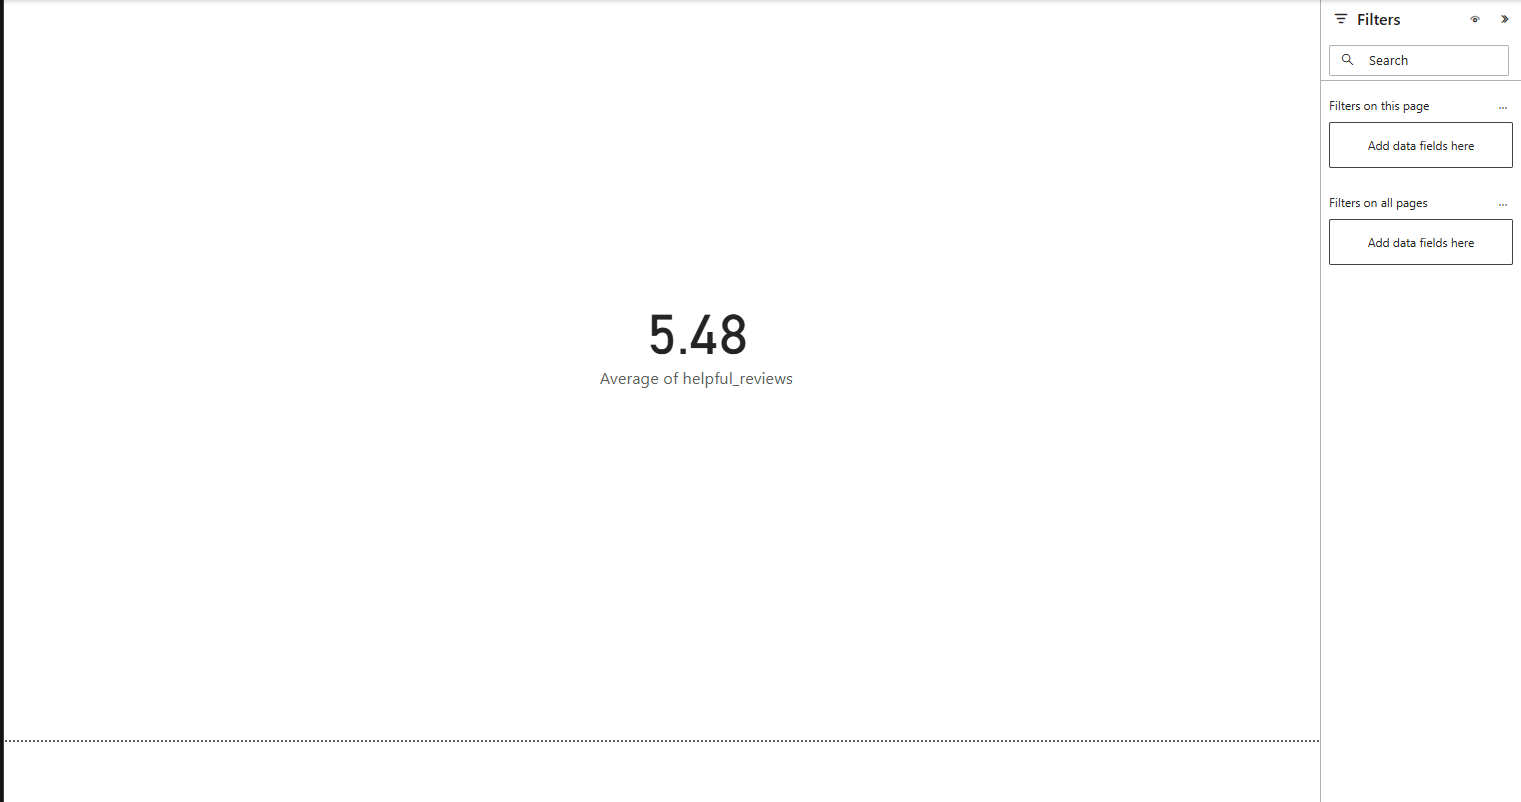 5.48
Average of helpful_reviews
Filters
Search
Filters on this page
...
Add data fields here
Filters on all pages
...
Add data fields here